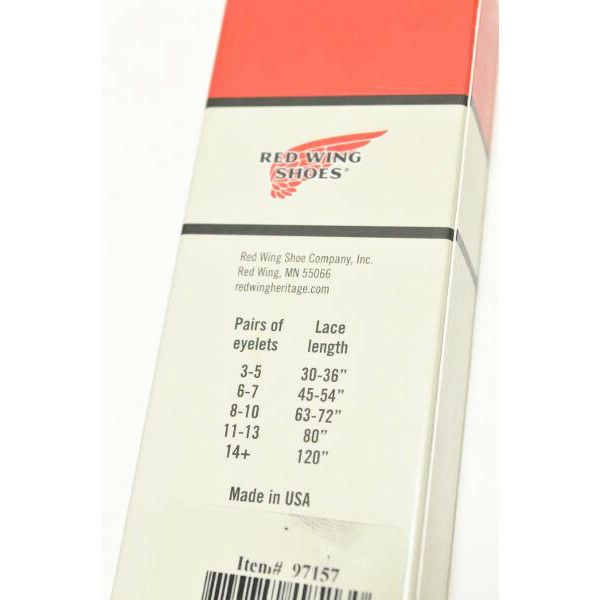 RED WING
SHOES®
Red Wing Shoe Company, Inc.
Red Wing, MN 55066
redwingheritage.com
Pairs of eyelets Lace length
3-5 30-36”
6-7 45-54”
8-10 63-72”
11-13 80”
14+ 120”
Made in USA
Item# 97157